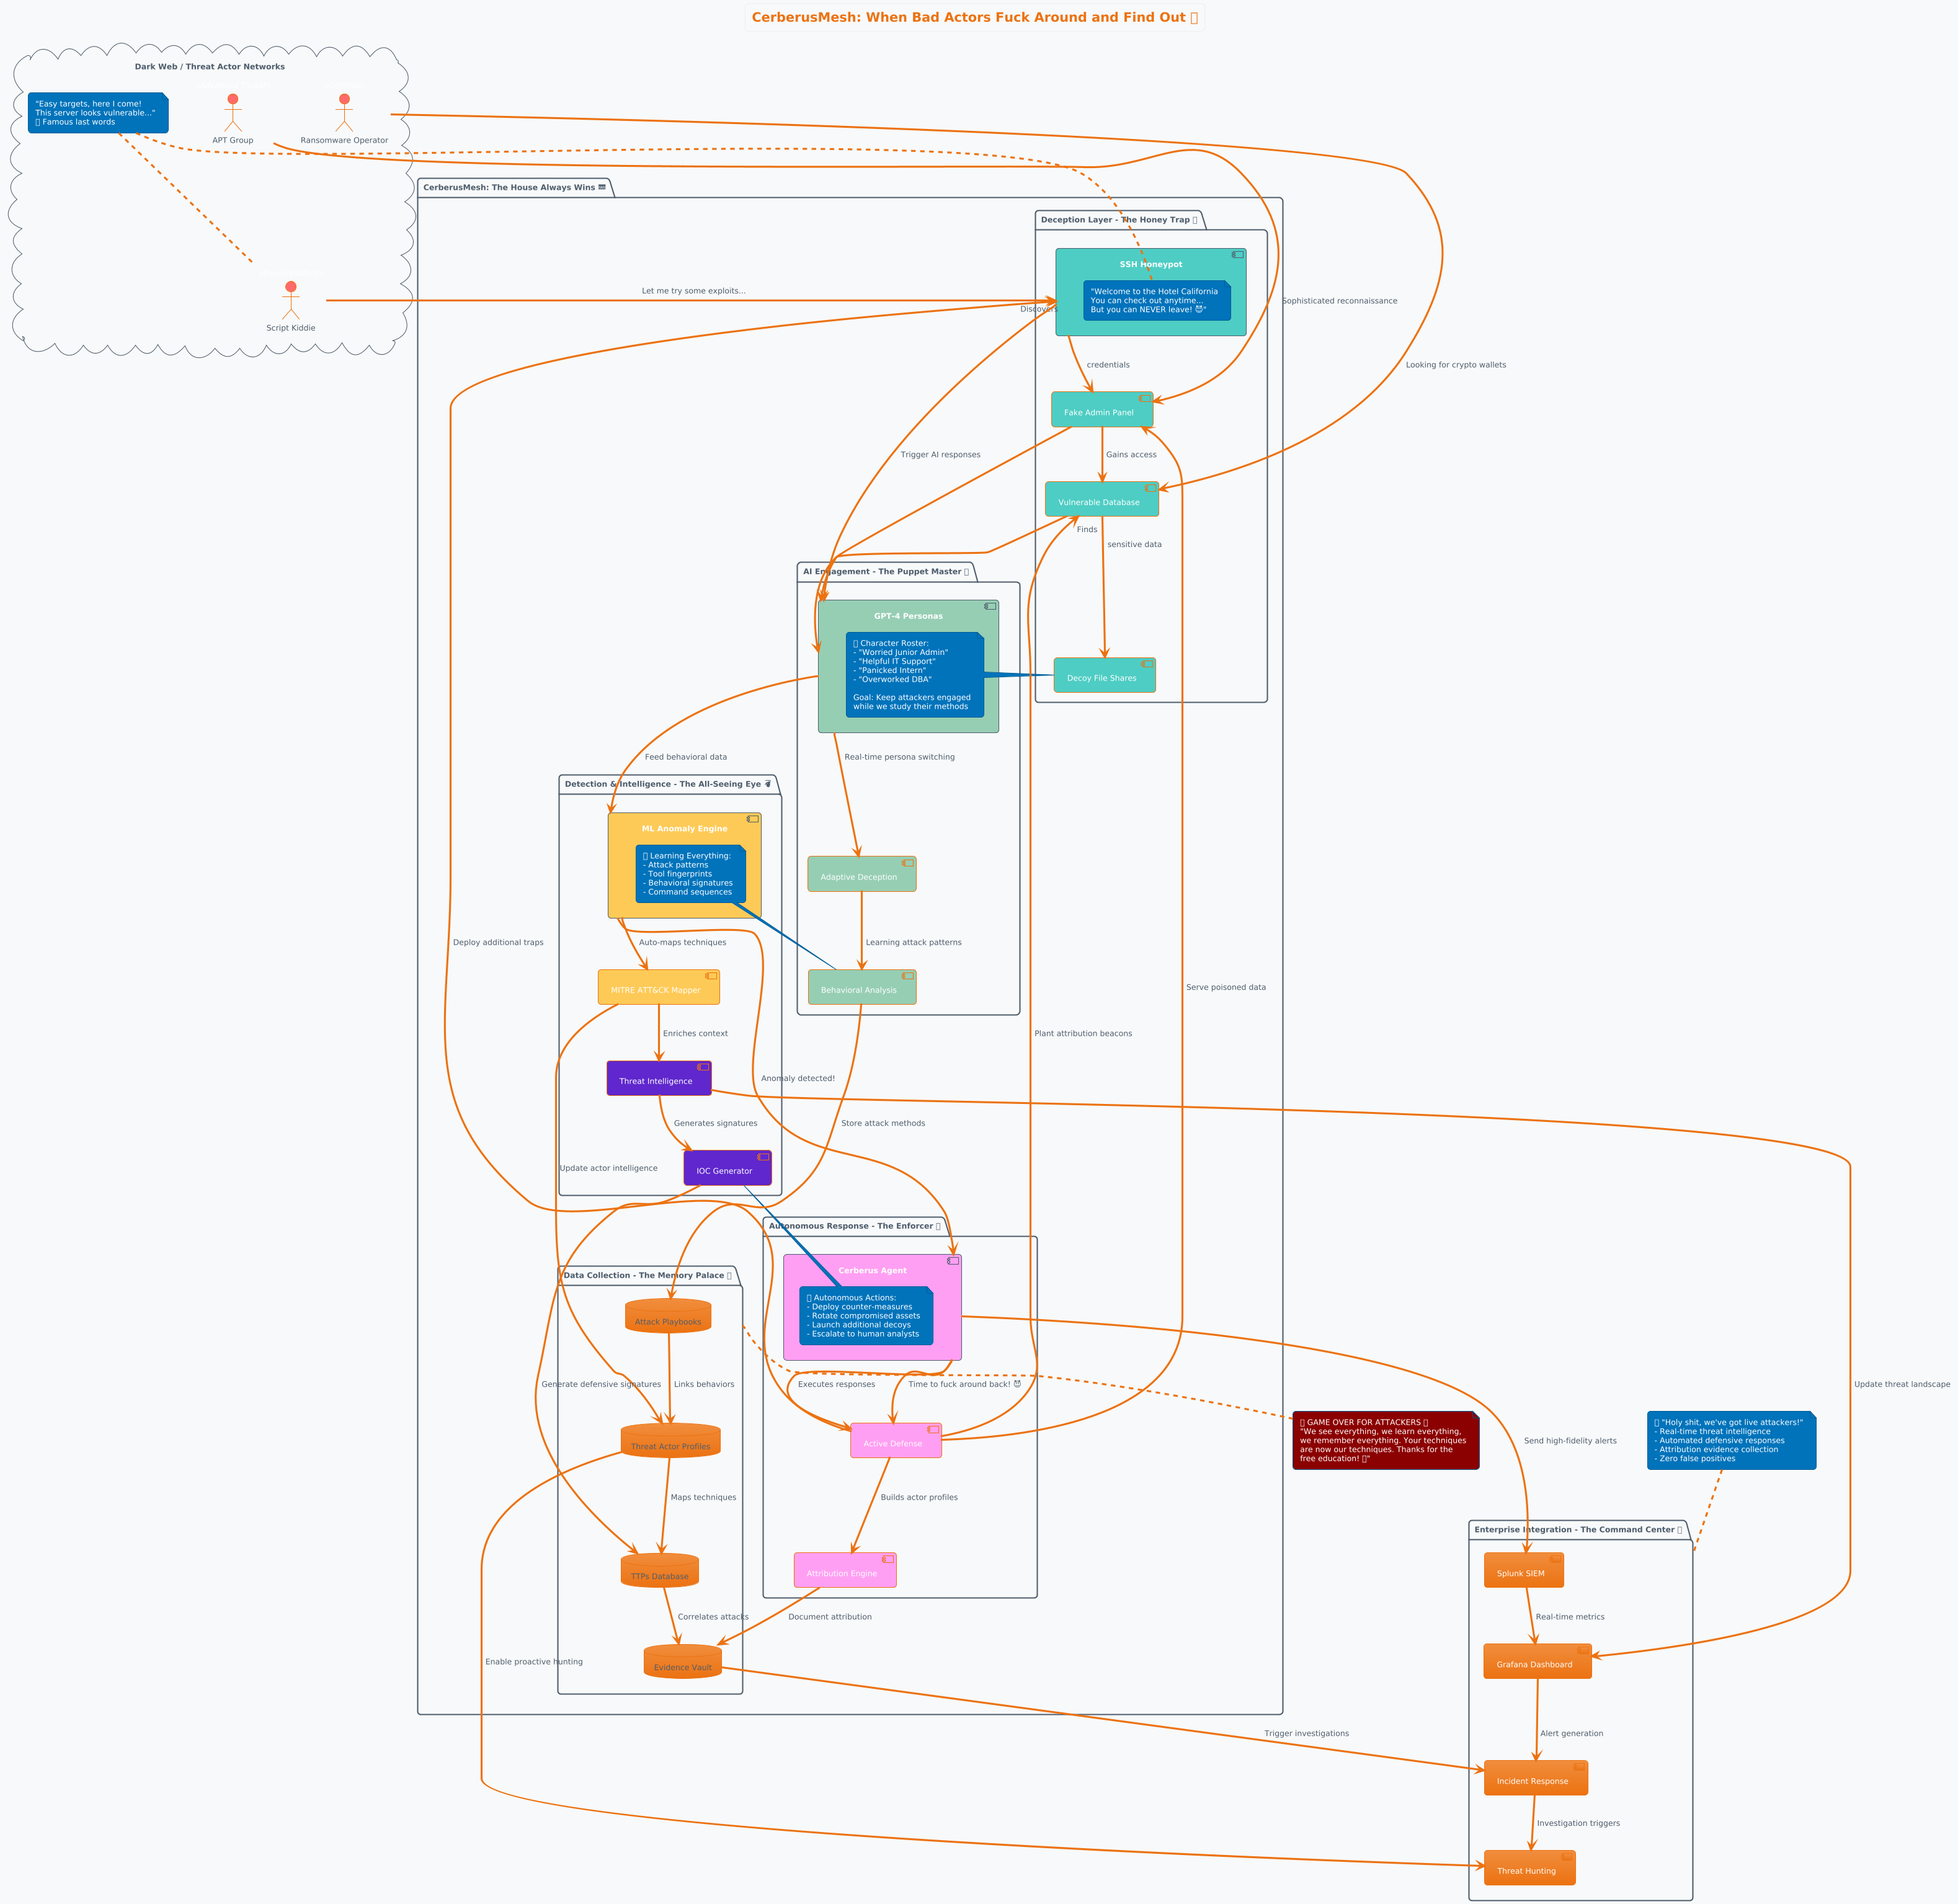 CerberusMesh: When Bad Actors Fuck Around and Find Out
Dark Web / Threat Actor Networks
"Easy targets, here I come!
This server looks vulnerable..."
Famous last words
APT Group
Ransomware Operator
Script Kiddie
CerberusMesh: The House Always Wins
Deception Layer - The Honey Trap
SSH Honeypot
"Welcome to the Hotel California
You can check out anytime...
But you can NEVER leave! 😈"
Let me try some exploits...
Discovers
credentials
Sophisticated reconnaissance
Looking for crypto wallets
Fake Admin Panel
Trigger AI responses
Gains access
Vulnerable Database
Finds
sensitive data
Decoy File Shares
AI Engagement - The Puppet Master
GPT-4 Personas
Character Roster:
- "Worried Junior Admin"
- "Helpful IT Support"
- "Panicked Intern"
- "Overworked DBA"
Goal: Keep attackers engaged
while we study their methods
Feed behavioral data
Real-time persona switching
Detection & Intelligence - The All-Seeing Eye
ML Anomaly Engine
Learning Everything:
- Attack patterns
- Tool fingerprints
- Behavioral signatures
- Command sequences
Adaptive Deception
Deploy additional traps
Auto-maps techniques
Learning attack patterns
MITRE ATT&CK Mapper
Behavioral Analysis
Serve poisoned data
Enriches context
Plant attribution beacons
Threat Intelligence
Anomaly detected!
Generates signatures
Store attack methods
Update actor intelligence
IOC Generator
Autonomous Response - The Enforcer
Cerberus Agent
Autonomous Actions:
- Deploy counter-measures
- Rotate compromised assets
- Launch additional decoys
- Escalate to human analysts
Data Collection - The Memory Palace
Attack Playbooks
Generate defensive signatures
Links behaviors
Executes responses
Time to fuck around back! 😈
Update threat landscape
Threat Actor Profiles
Active Defense
GAME OVER FOR ATTACKERS
"We see everything, we learn everything,
we remember everything. Your techniques
are now our techniques. Thanks for the
free education! "
Send high-fidelity alerts
"Holy shit, we've got live attackers!"
- Real-time threat intelligence
- Automated defensive responses
- Attribution evidence collection
- Zero false positives
Maps techniques
Builds actor profiles
Enterprise Integration - The Command Center
TTPs Database
Attribution Engine
Splunk SIEM
Correlates attacks
Document attribution
Real-time metrics
Enable proactive hunting
Evidence Vault
Grafana Dashboard
Trigger investigations
Alert generation
Incident Response
Investigation triggers
Threat Hunting